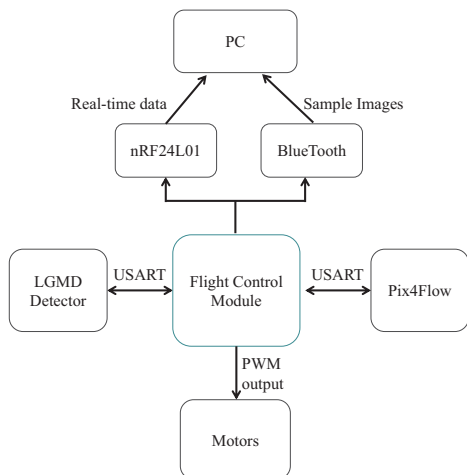 PC
Real-time data
Sample Images
nRF24L01
BlueTooth
LGMD
Detector
USART
Flight Control
Module
USART
Pix4Flow
PWM
output
Motors